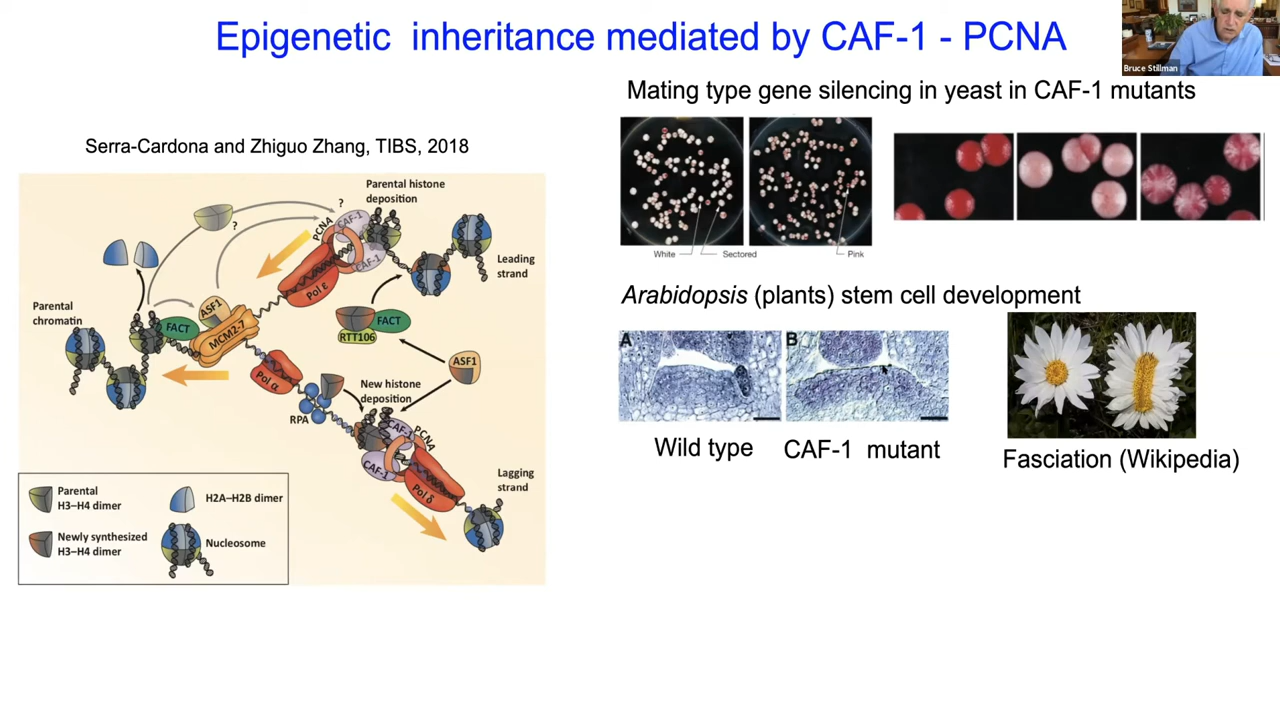 Epigenetic inheritance mediated by CAF-1 - PCNA
Bruce Stillman
Serra-Cardona and Zhiguo Zhang, TIBS, 2018
Parental histone
deposition
?
?
PCNA
CAF-1
CAF-1
Leading
strand
Pol ε
Parental
chromatin
FACT
ASF1
MCM2-7
FACT
RTT106
ASF1
Pol α
RPA
New histone
deposition
CAF-1
PCNA
CAF-1
Pol δ
Lagging
strand
Parental
H3–H4 dimer
H2A–H2B dimer
Newly synthesized
H3–H4 dimer
Nucleosome
Mating type gene silencing in yeast in CAF-1 mutants
White
Sectored
Pink
Arabidopsis (plants) stem cell development
A
B
Wild type
CAF-1 mutant
Fasciation (Wikipedia)